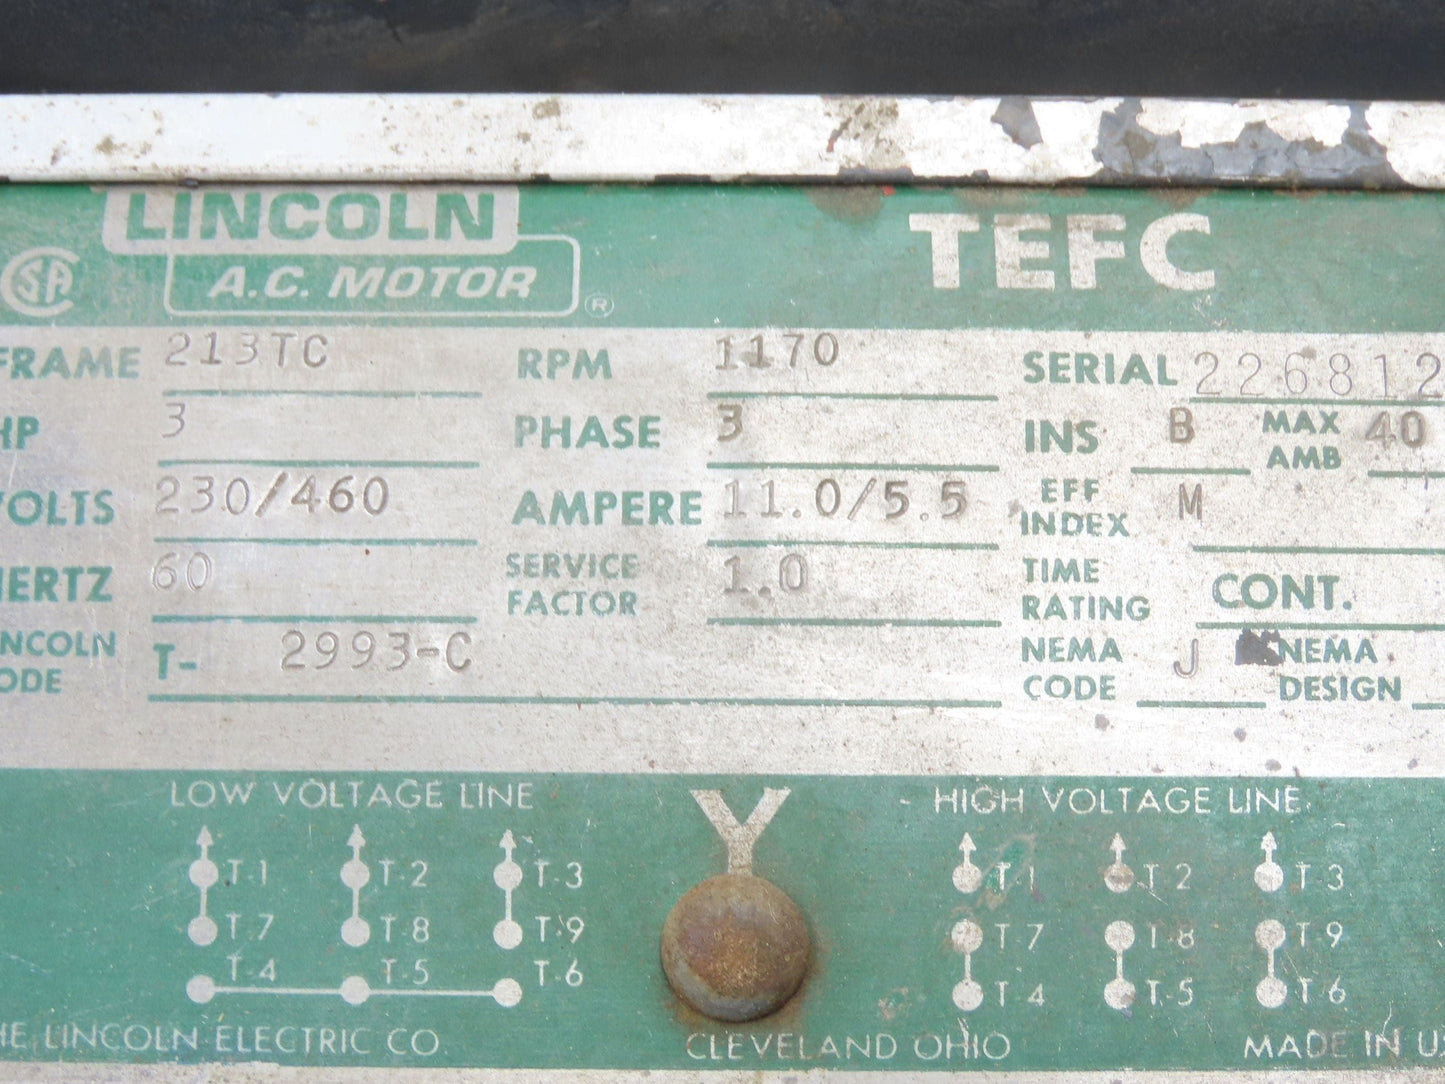 LINCOLN
A.C. MOTOR ®
TEFC
FRAME 213TC RPM 1170 SERIAL 226812
HP 3 PHASE 3 INS B MAX AMB 40
VOLTS 230/460 AMPERE 11.0/5.5 EFF INDEX M
HERTZ 60 SERVICE FACTOR 1.0 TIME RATING CONT.
LINCOLN CODE T- 2993-C NEMA CODE J NEMA DESIGN
LOW VOLTAGE LINE Y HIGH VOLTAGE LINE
T-1 T-2 T-3 T-1 T-2 T-3
T-7 T-8 T-9 T-7 T-8 T-9
T-4 T-5 T-6 T-4 T-5 T-6
THE LINCOLN ELECTRIC CO. CLEVELAND OHIO MADE IN US